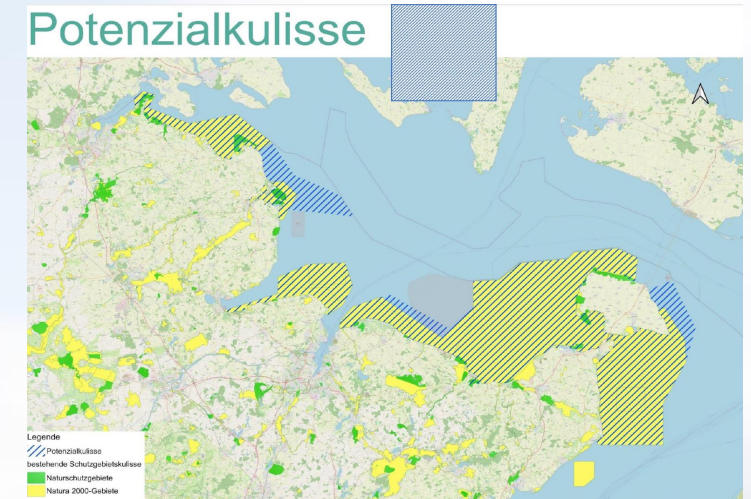 Potenzialkulisse
Legende
Potenzialkulisse
bestehende Schutzgebietskulisse
Naturschutzgebiete
Natura 2000-Gebiete